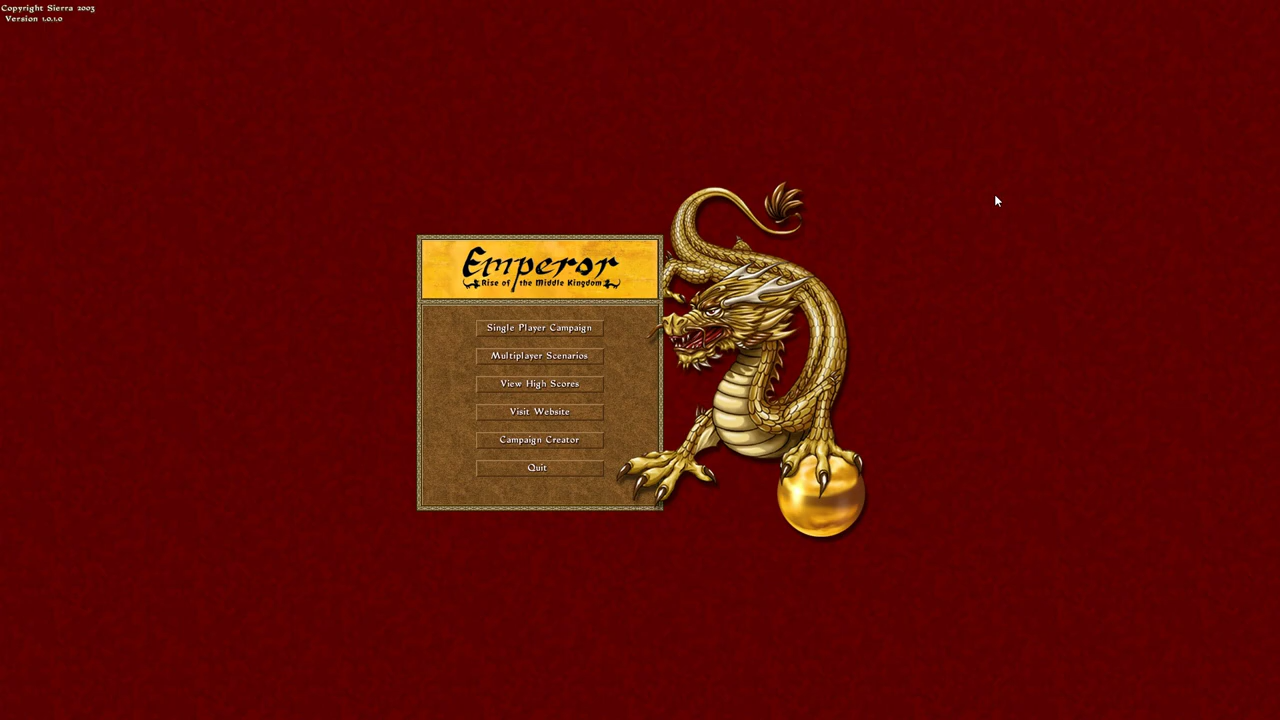 Copyright Sierra 2003
Version 1.0.1.0
Emperor
Rise of the Middle Kingdom
Single Player Campaign
Multiplayer Scenarios
View High Scores
Visit Website
Campaign Creator
Quit